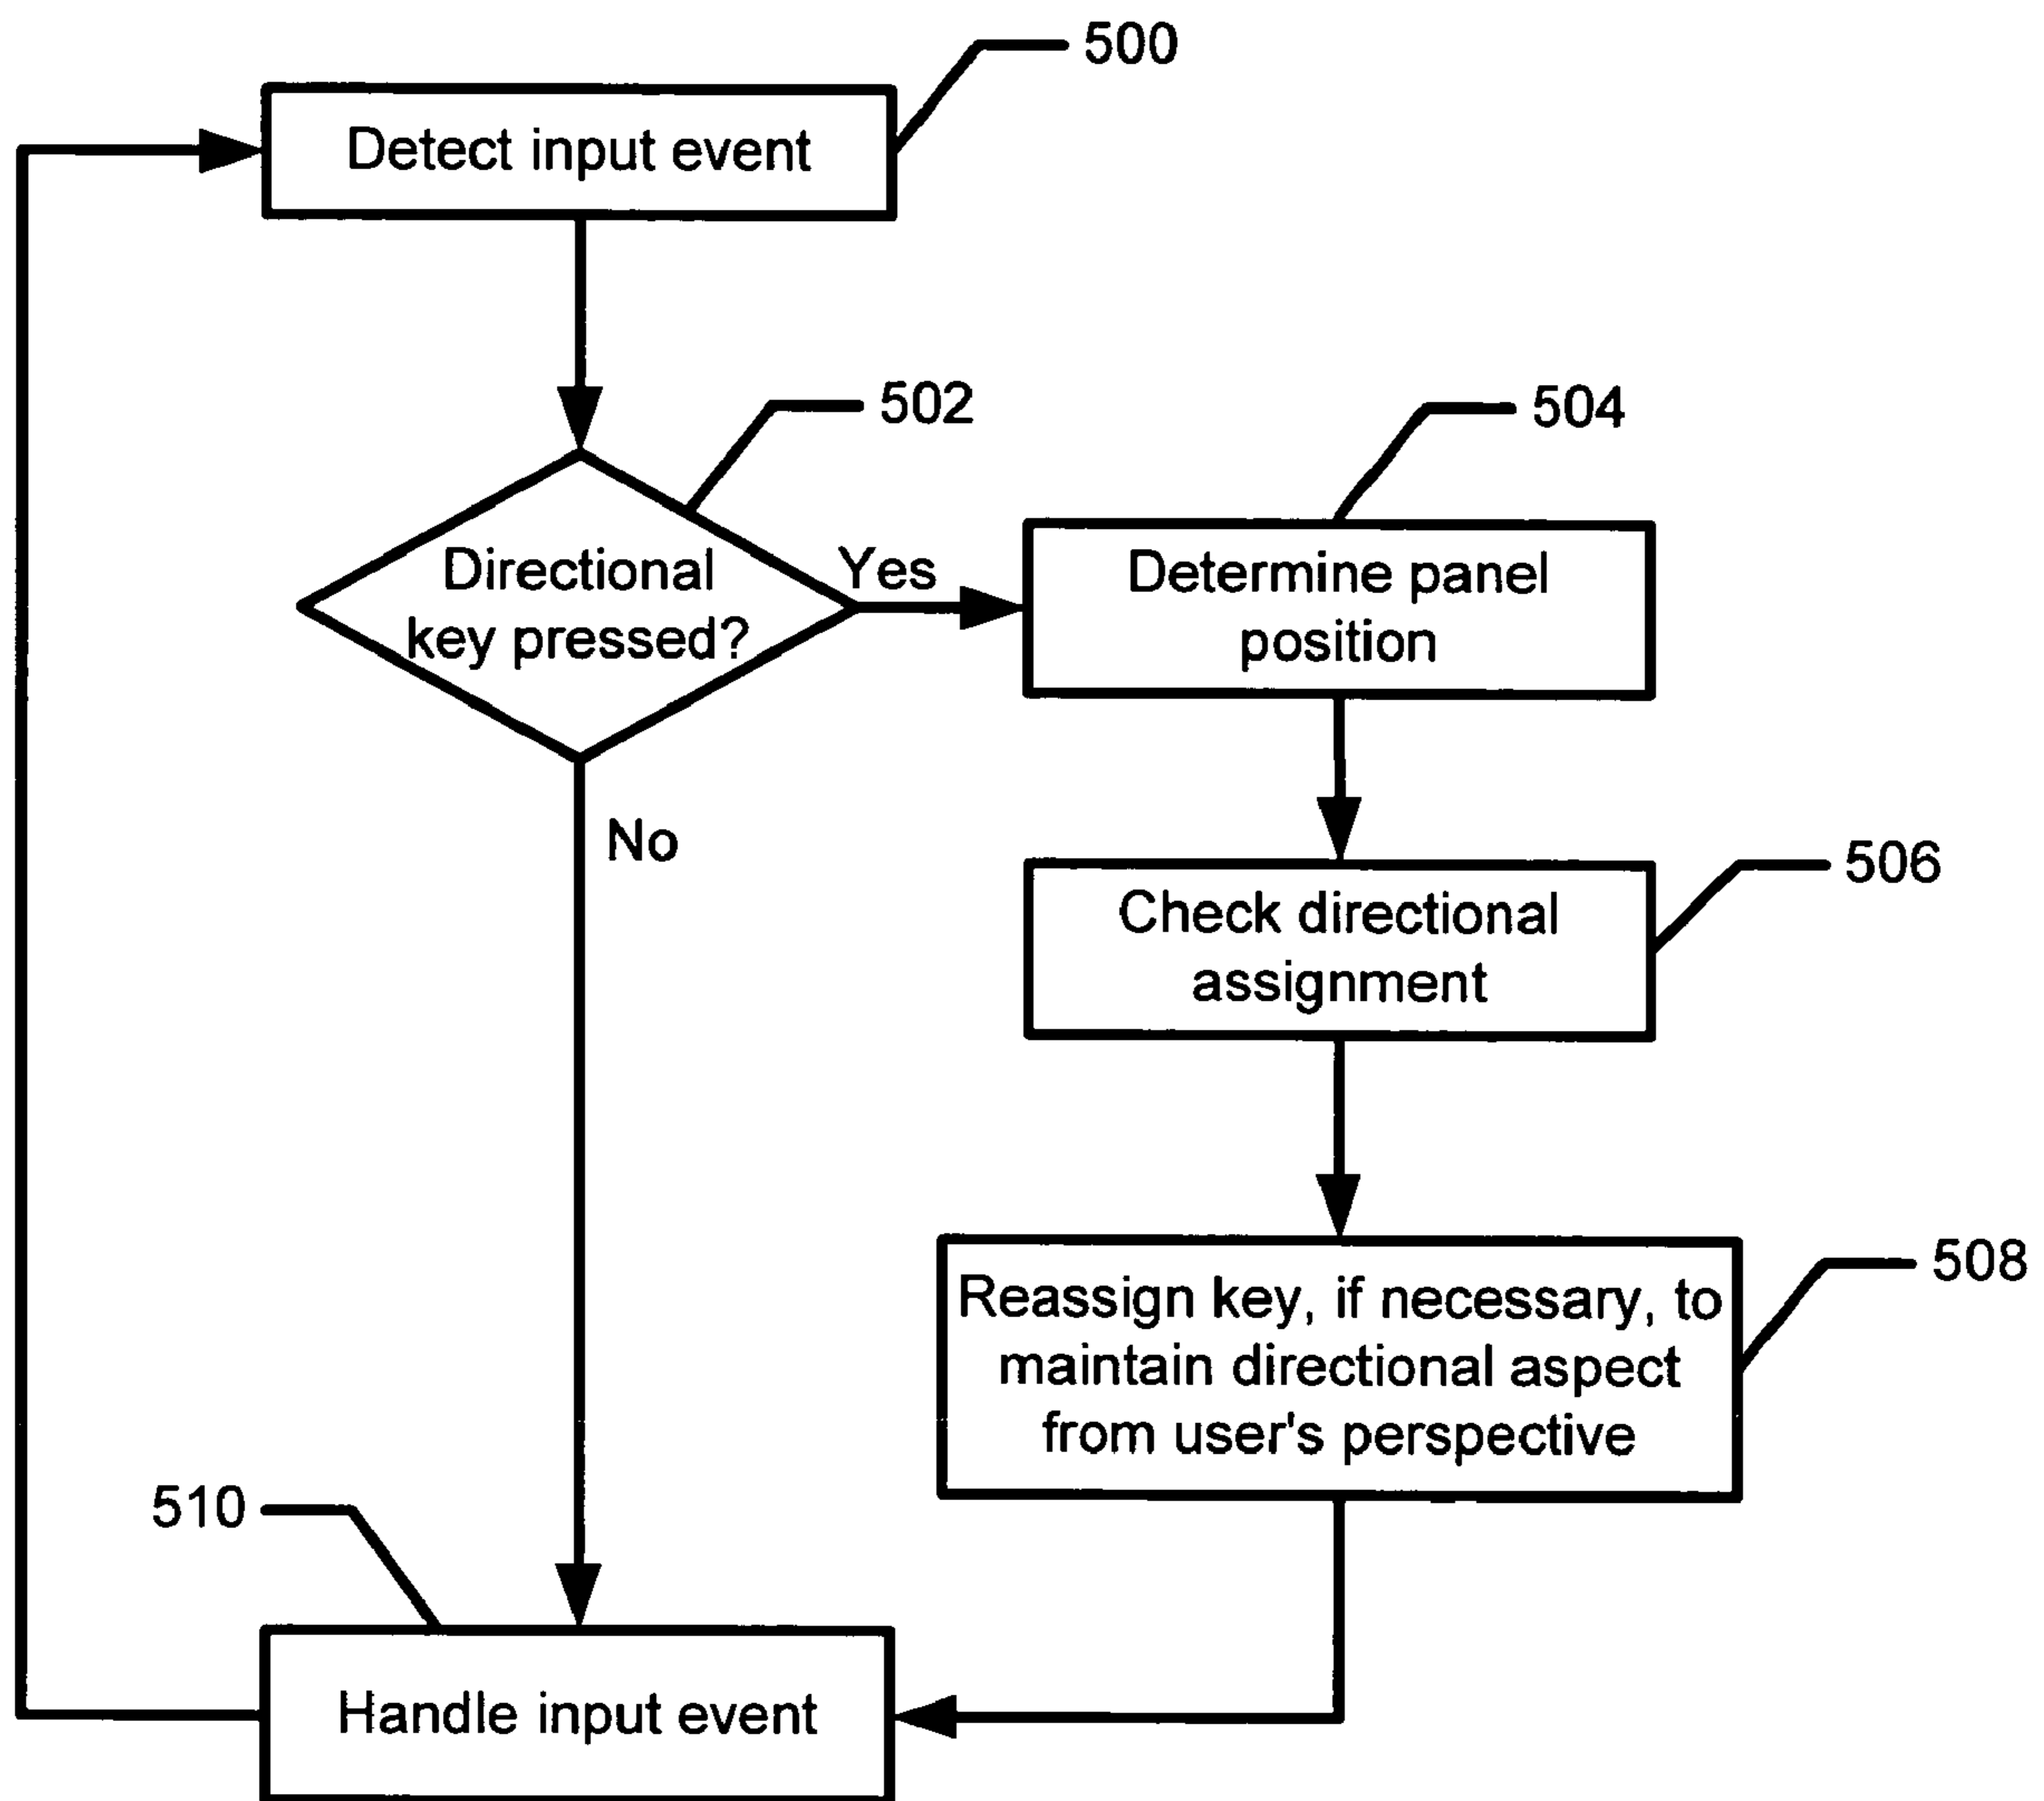 500
Detect input event
502
504
Directional
key pressed?
Yes
Determine panel
position
No
506
Check directional
assignment
508
Reassign key, if necessary, to
maintain directional aspect
from user's perspective
510
Handle input event